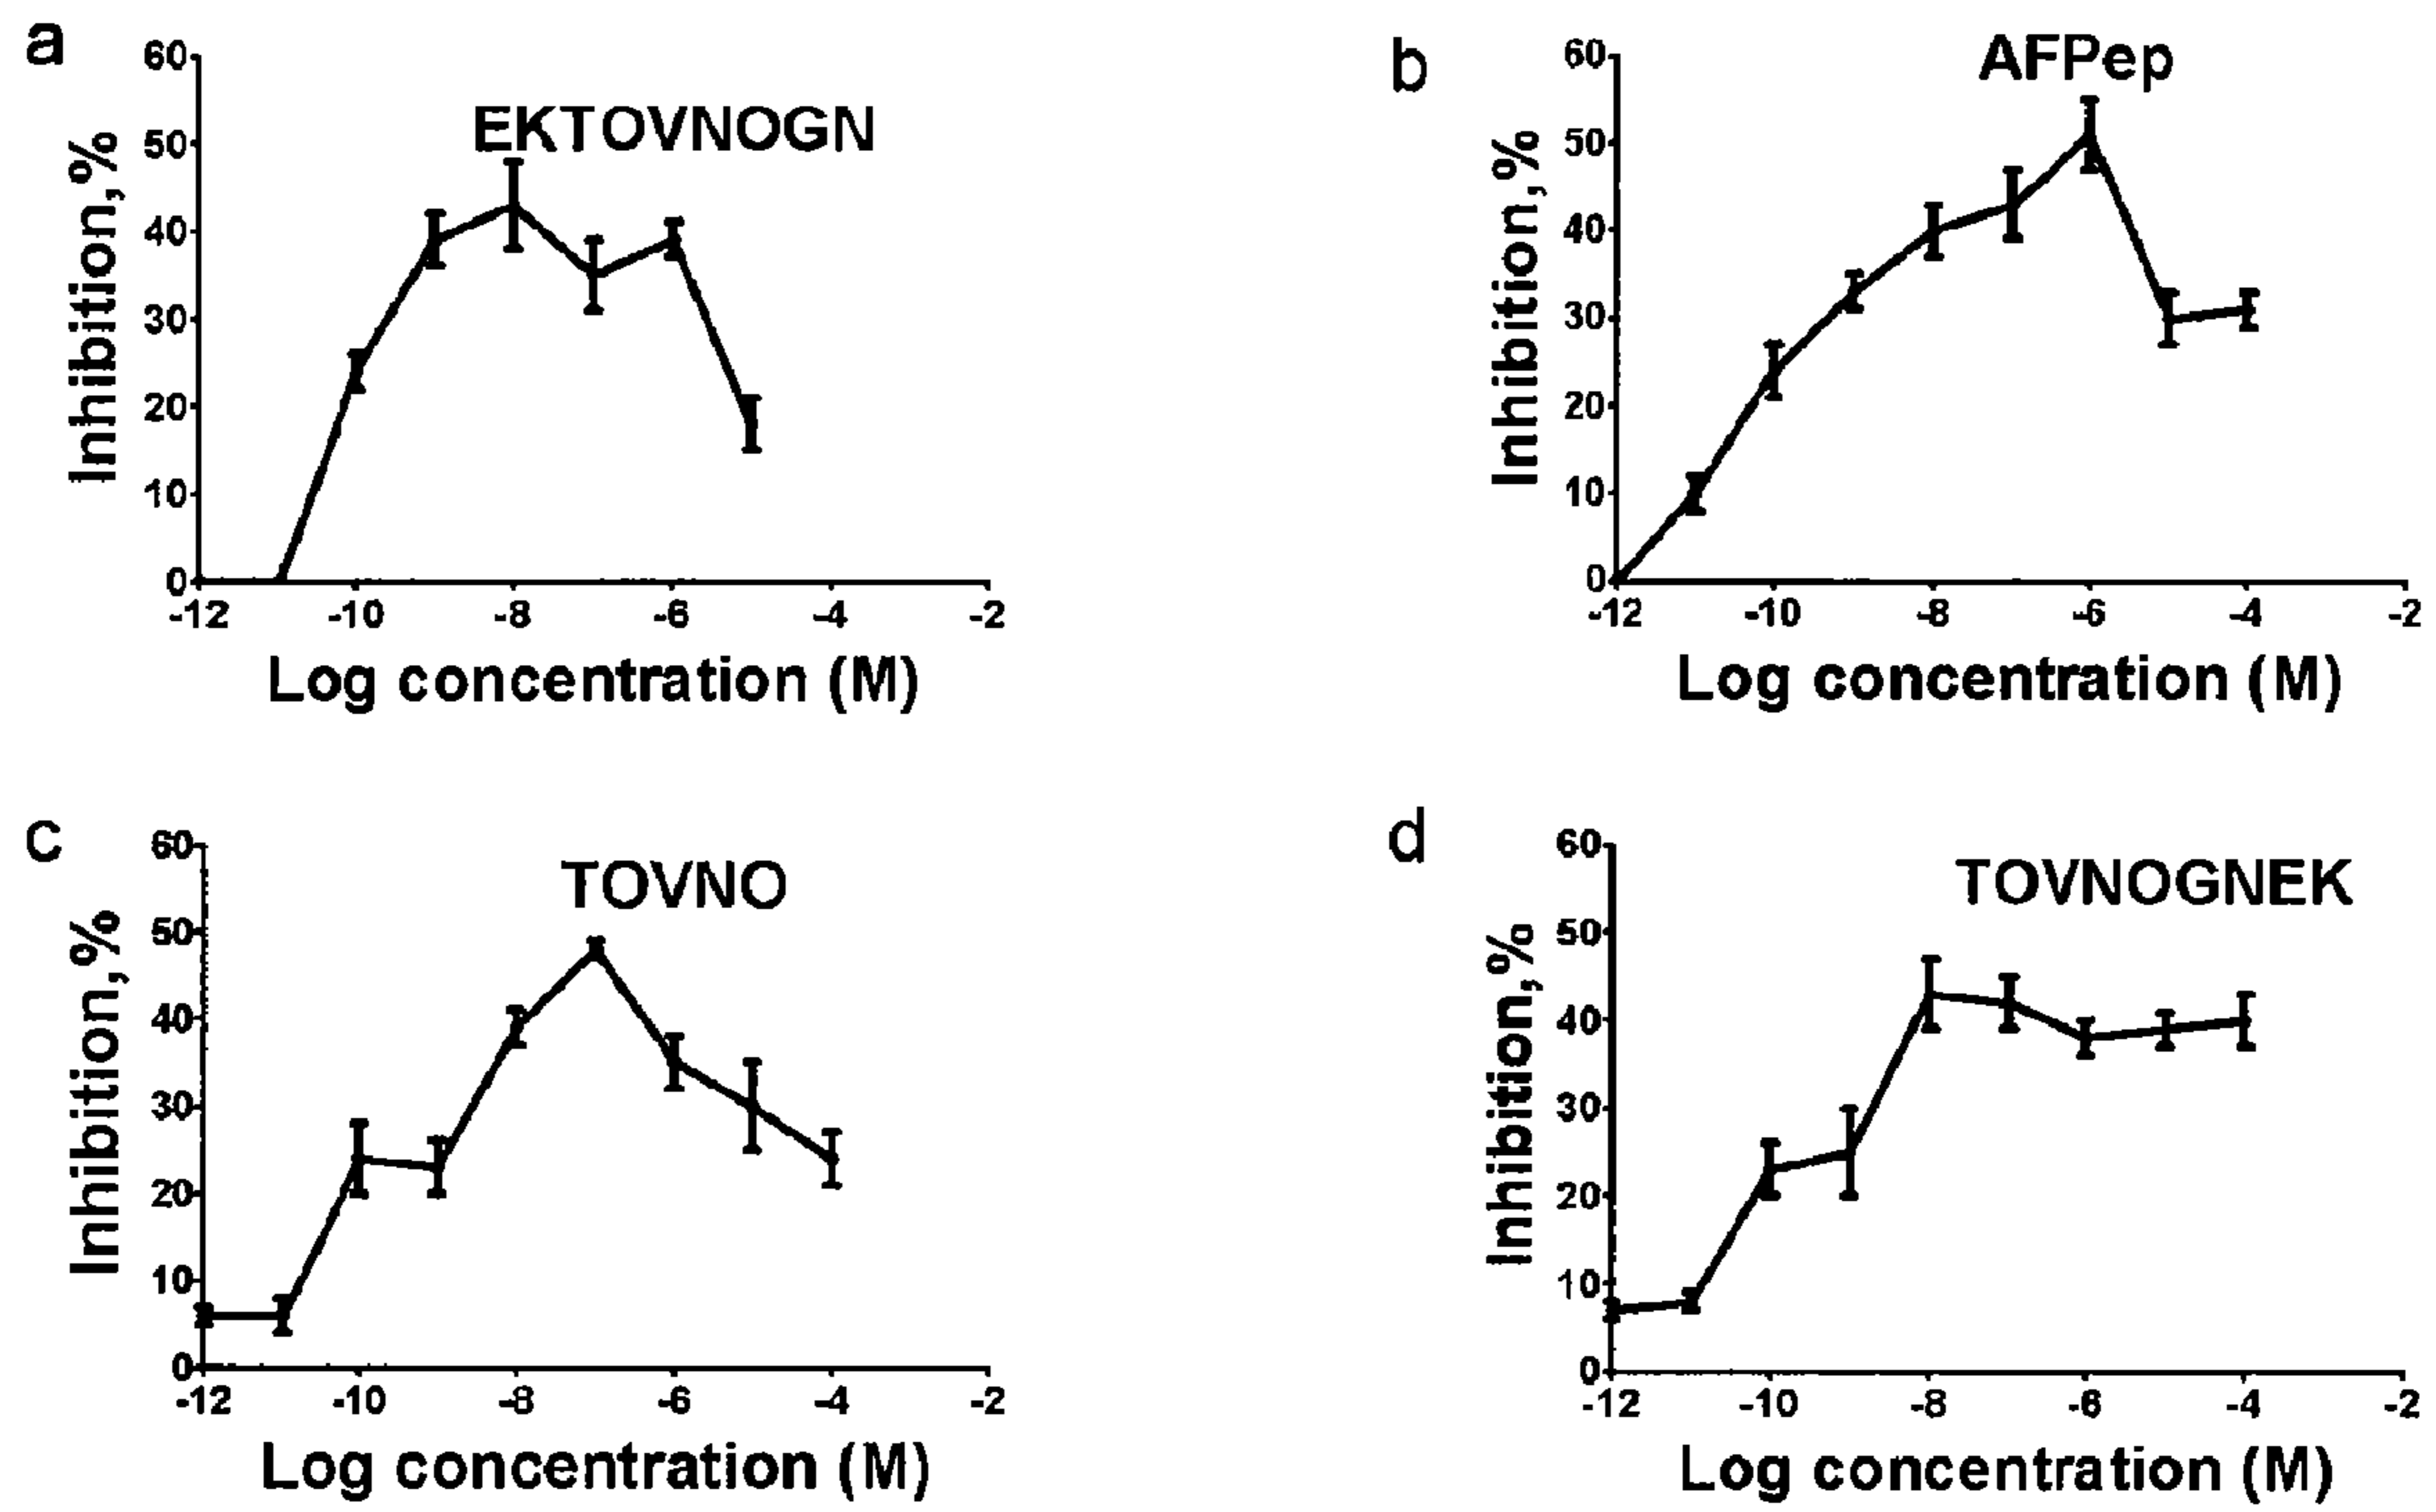 a
EKTOVNOGN
Inhibition,%
60
50
40
30
20
10
0
-12 -10 -8 -6 -4 -2
Log concentration (M)
b
AFPep
Inhibition,%
60
50
40
30
20
10
0
-12 -10 -8 -6 -4 -2
Log concentration (M)
c
TOVNO
Inhibition,%
60
50
40
30
20
10
0
-12 -10 -8 -6 -4 -2
Log concentration (M)
d
TOVNOGNEK
Inhibition,%
60
50
40
30
20
10
0
-12 -10 -8 -6 -4 -2
Log concentration (M)